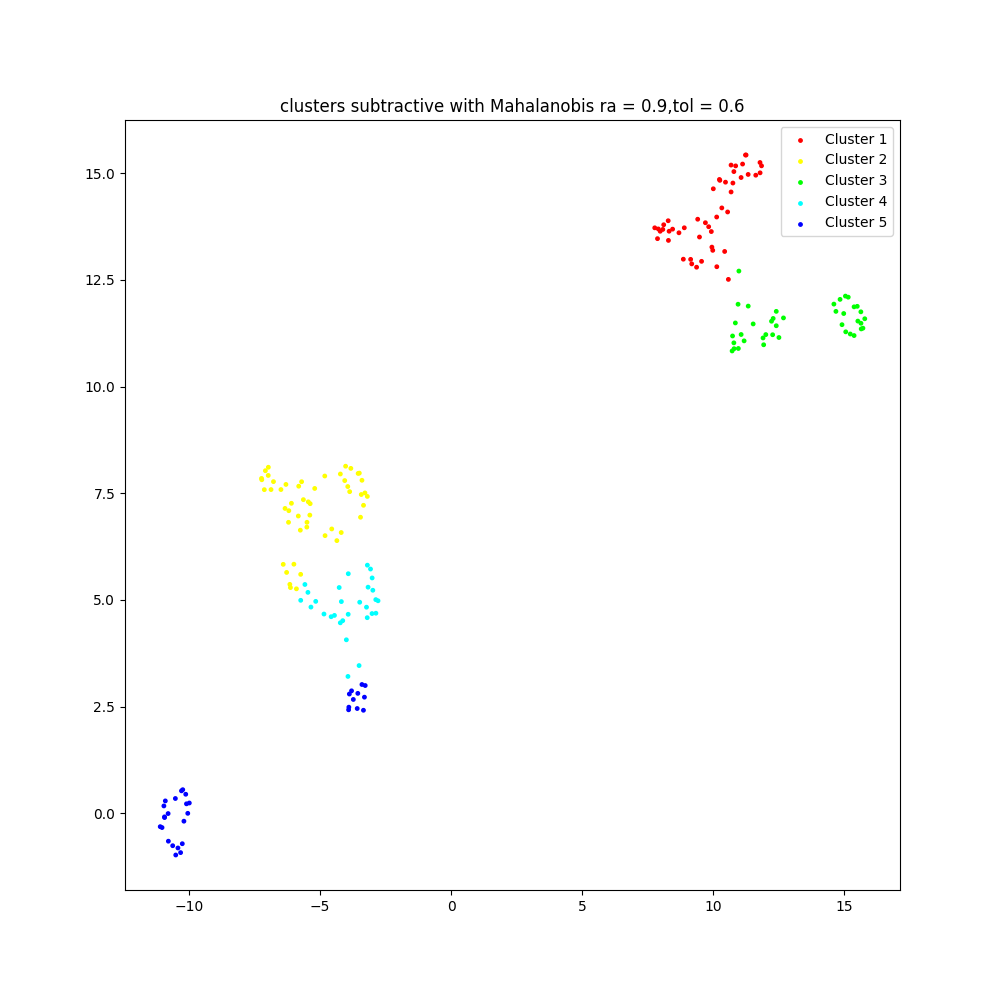 clusters subtractive with Mahalanobis ra = 0.9,tol = 0.6
Cluster 1
Cluster 2
Cluster 3
Cluster 4
Cluster 5
15.0
12.5
10.0
7.5
5.0
2.5
0.0
−10 −5 0 5 10 15